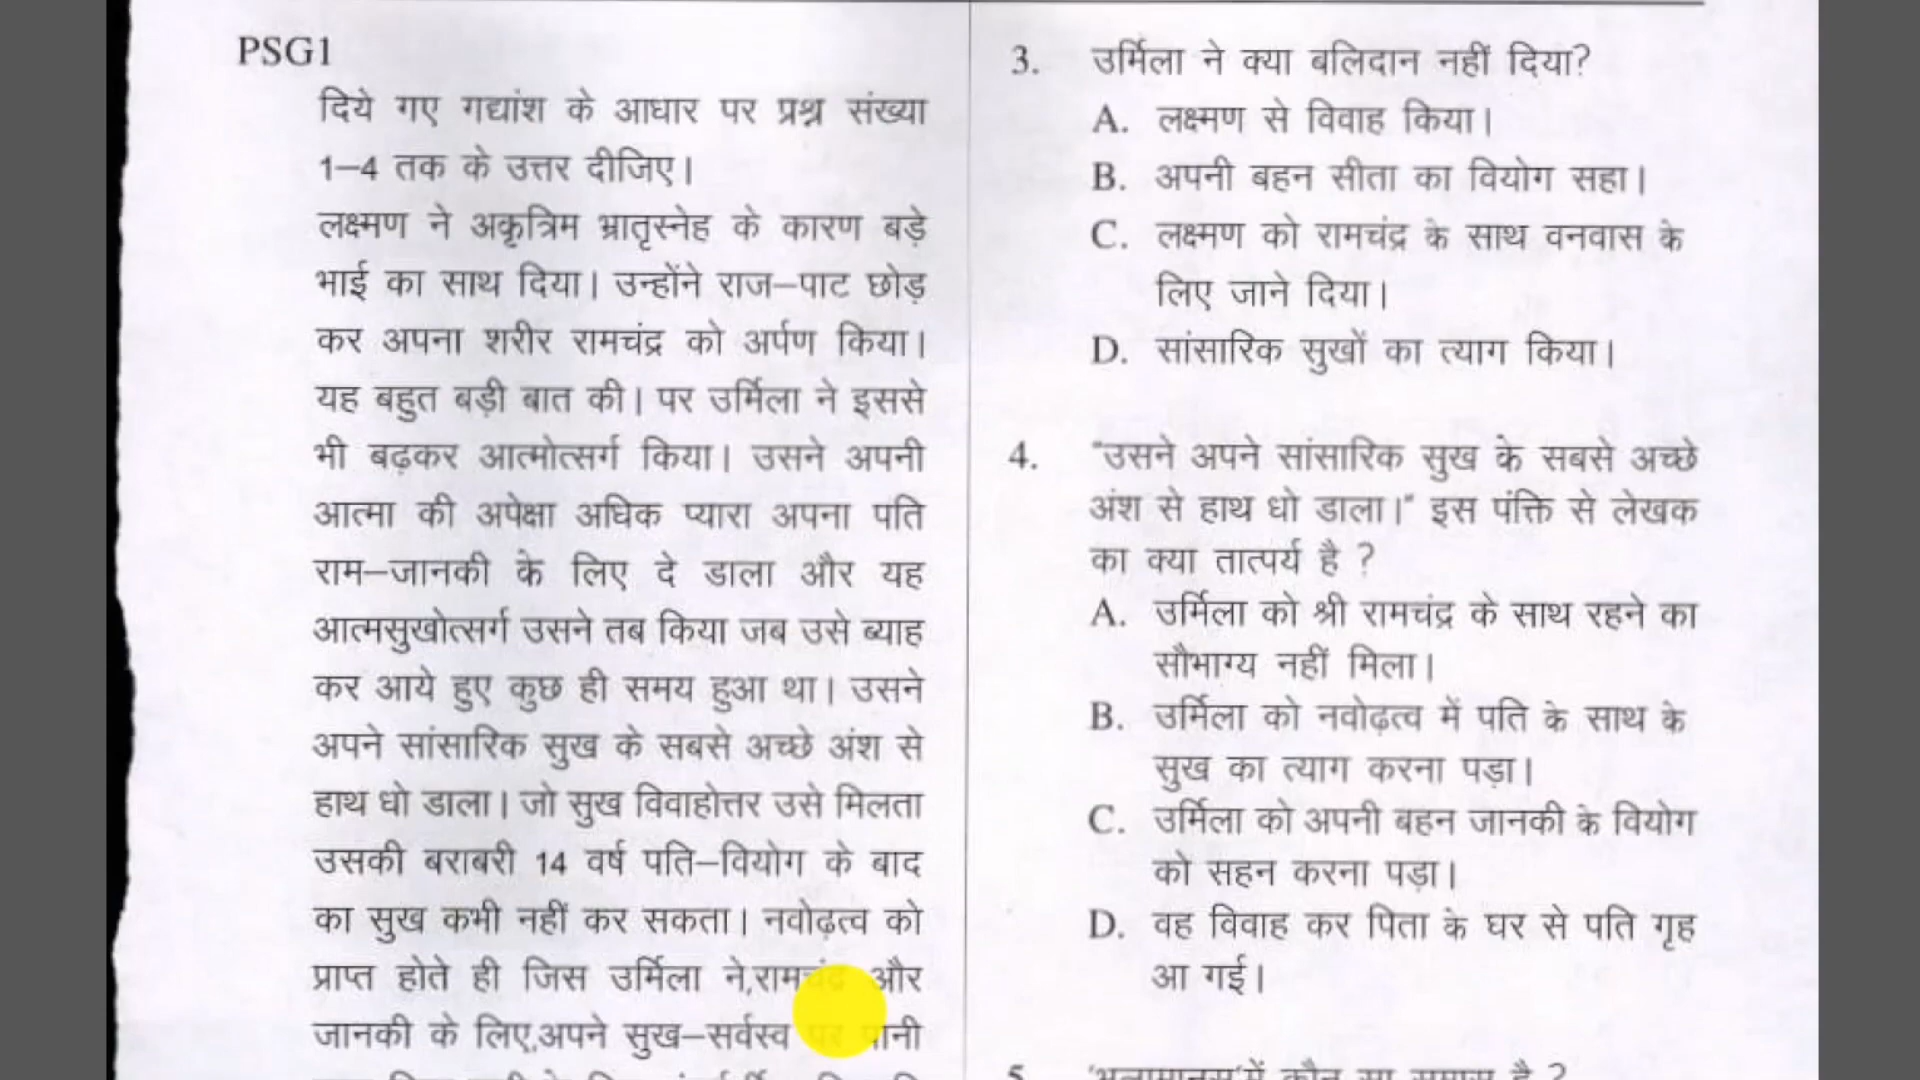 PSG1
दिये गए गद्यांश के आधार पर प्रश्न संख्या
1–4 तक के उत्तर दीजिए।
लक्ष्मण ने अकृत्रिम भ्रातृस्नेह के कारण बड़े
भाई का साथ दिया। उन्होंने राज–पाट छोड़
कर अपना शरीर रामचंद्र को अर्पण किया।
यह बहुत बड़ी बात की। पर उर्मिला ने इससे
भी बढ़कर आत्मोत्सर्ग किया। उसने अपनी
आत्मा की अपेक्षा अधिक प्यारा अपना पति
राम–जानकी के लिए दे डाला और यह
आत्मसुखोत्सर्ग उसने तब किया जब उसे ब्याह
कर आये हुए कुछ ही समय हुआ था। उसने
अपने सांसारिक सुख के सबसे अच्छे अंश से
हाथ धो डाला। जो सुख विवाहोत्तर उसे मिलता
उसकी बराबरी 14 वर्ष पति–वियोग के बाद
का सुख कभी नहीं कर सकता। नवोढ़त्व को
प्राप्त होते ही जिस उर्मिला ने,रामचंद्र और
जानकी के लिए,अपने सुख–सर्वस्व पर पानी
3. उर्मिला ने क्या बलिदान नहीं दिया?
A. लक्ष्मण से विवाह किया।
B. अपनी बहन सीता का वियोग सहा।
C. लक्ष्मण को रामचंद्र के साथ वनवास के
लिए जाने दिया।
D. सांसारिक सुखों का त्याग किया।
4. "उसने अपने सांसारिक सुख के सबसे अच्छे
अंश से हाथ धो डाला।" इस पंक्ति से लेखक
का क्या तात्पर्य है ?
A. उर्मिला को श्री रामचंद्र के साथ रहने का
सौभाग्य नहीं मिला।
B. उर्मिला को नवोढ़त्व में पति के साथ के
सुख का त्याग करना पड़ा।
C. उर्मिला को अपनी बहन जानकी के वियोग
को सहन करना पड़ा।
D. वह विवाह कर पिता के घर से पति गृह
आ गई।
5. 'भलामानस'में कौन सा समास है ?